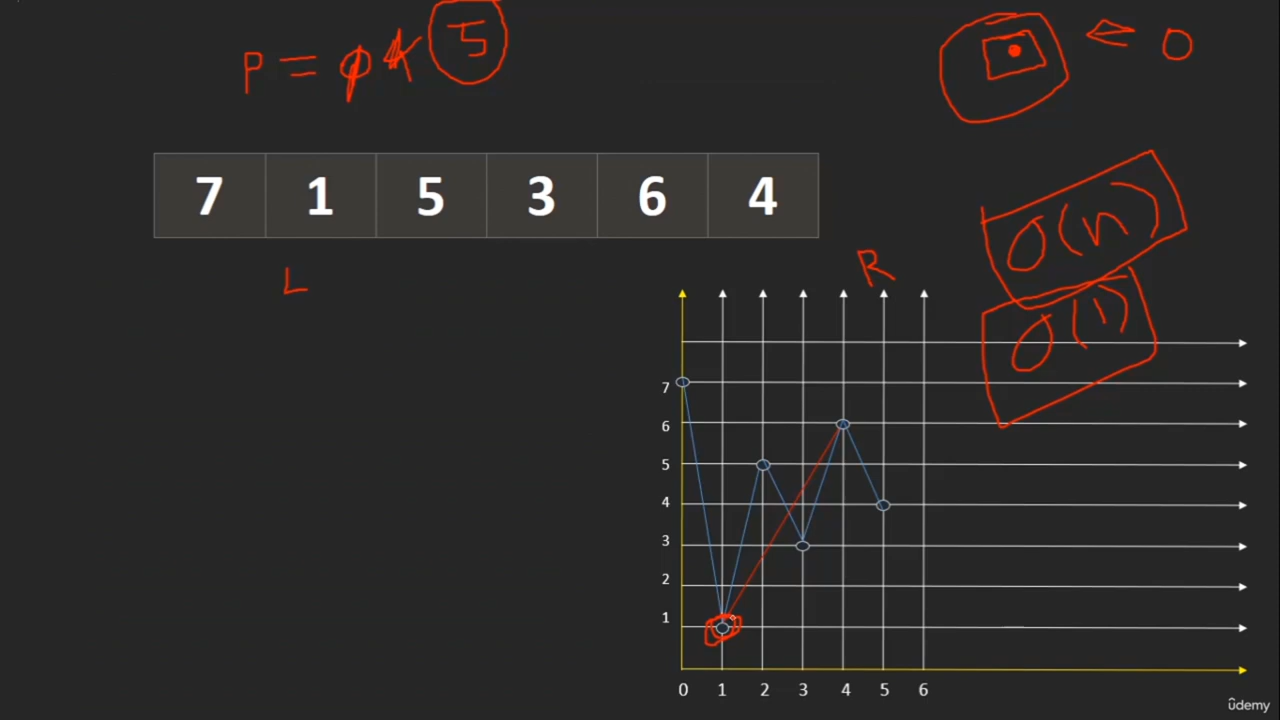 P = 0 4 5
< 0
7 1 5 3 6 4
L
R
O(n)
O(1)
7
6
5
4
3
2
1
0 1 2 3 4 5 6
ûdemy